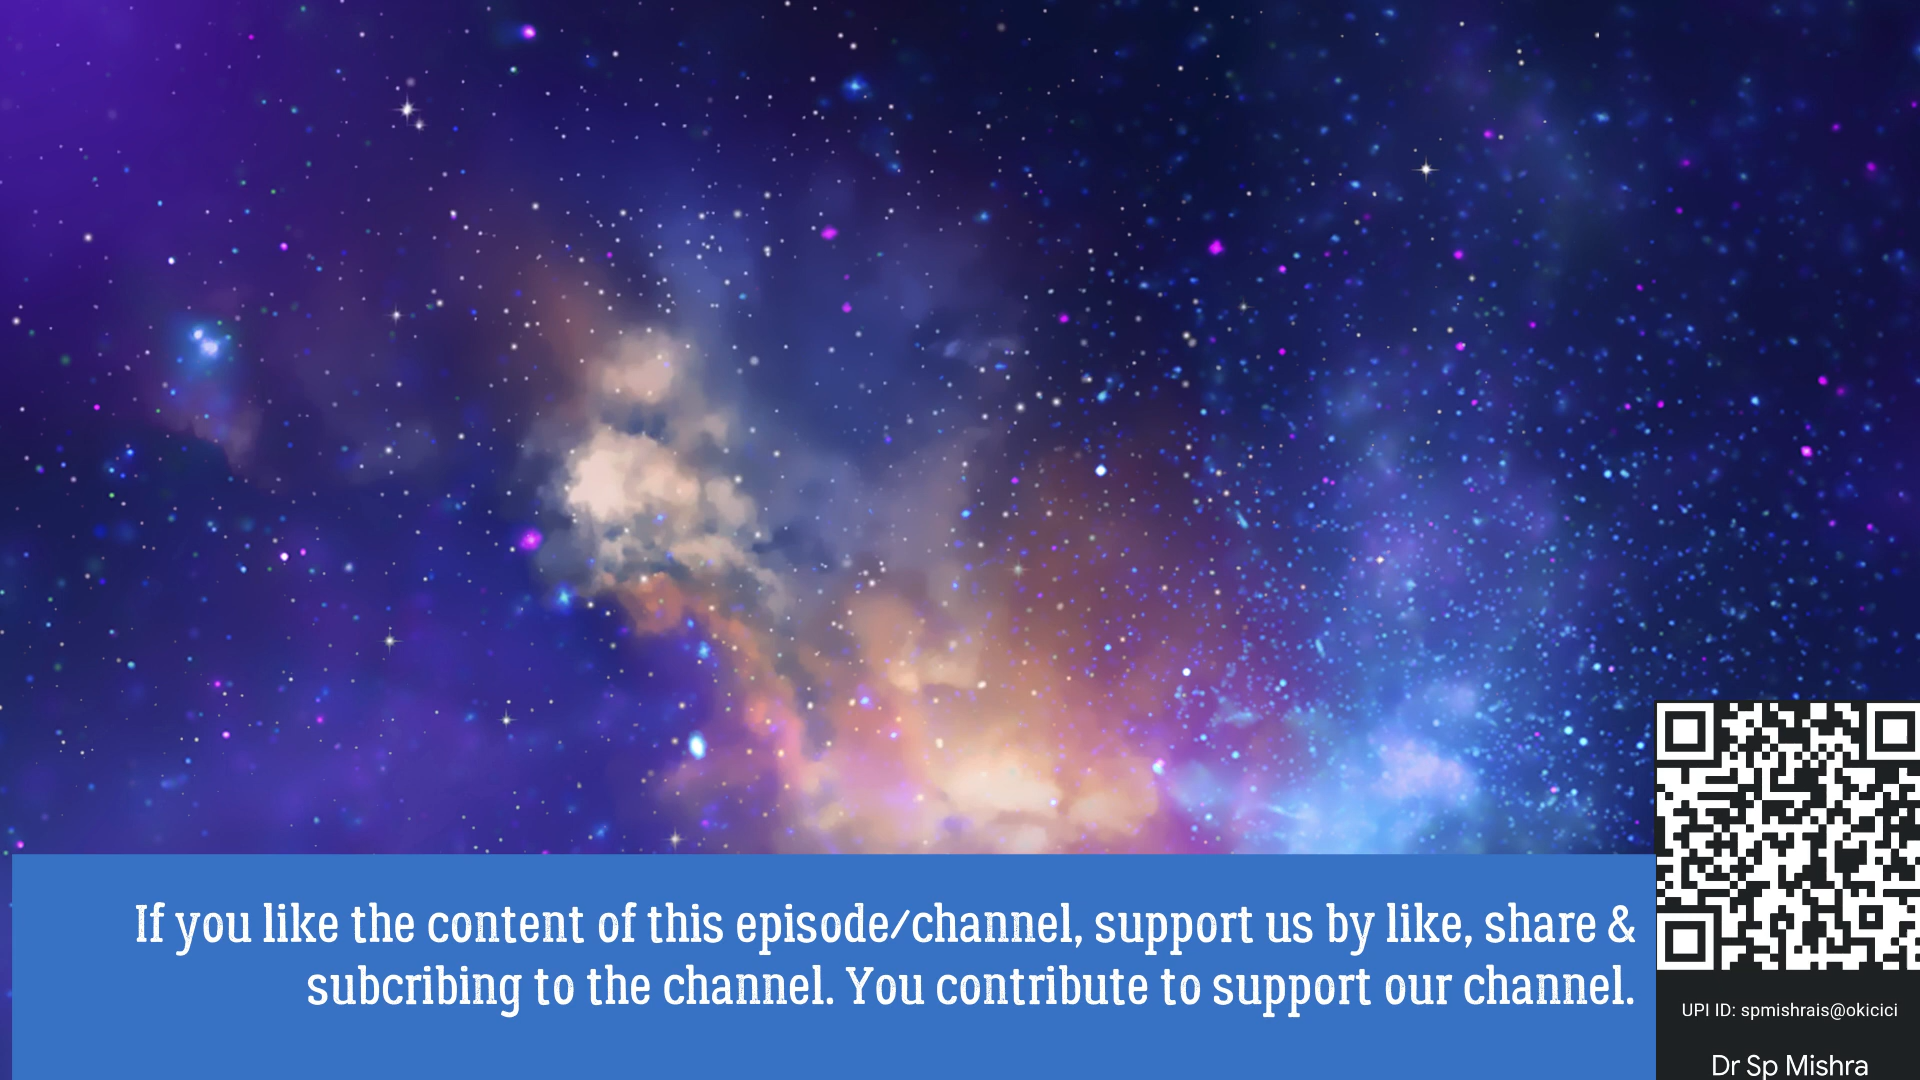 If you like the content of this episode/channel, support us by like, share &
subcribing to the channel. You contribute to support our channel.
UPI ID: spmishrais@okicici
Dr Sp Mishra